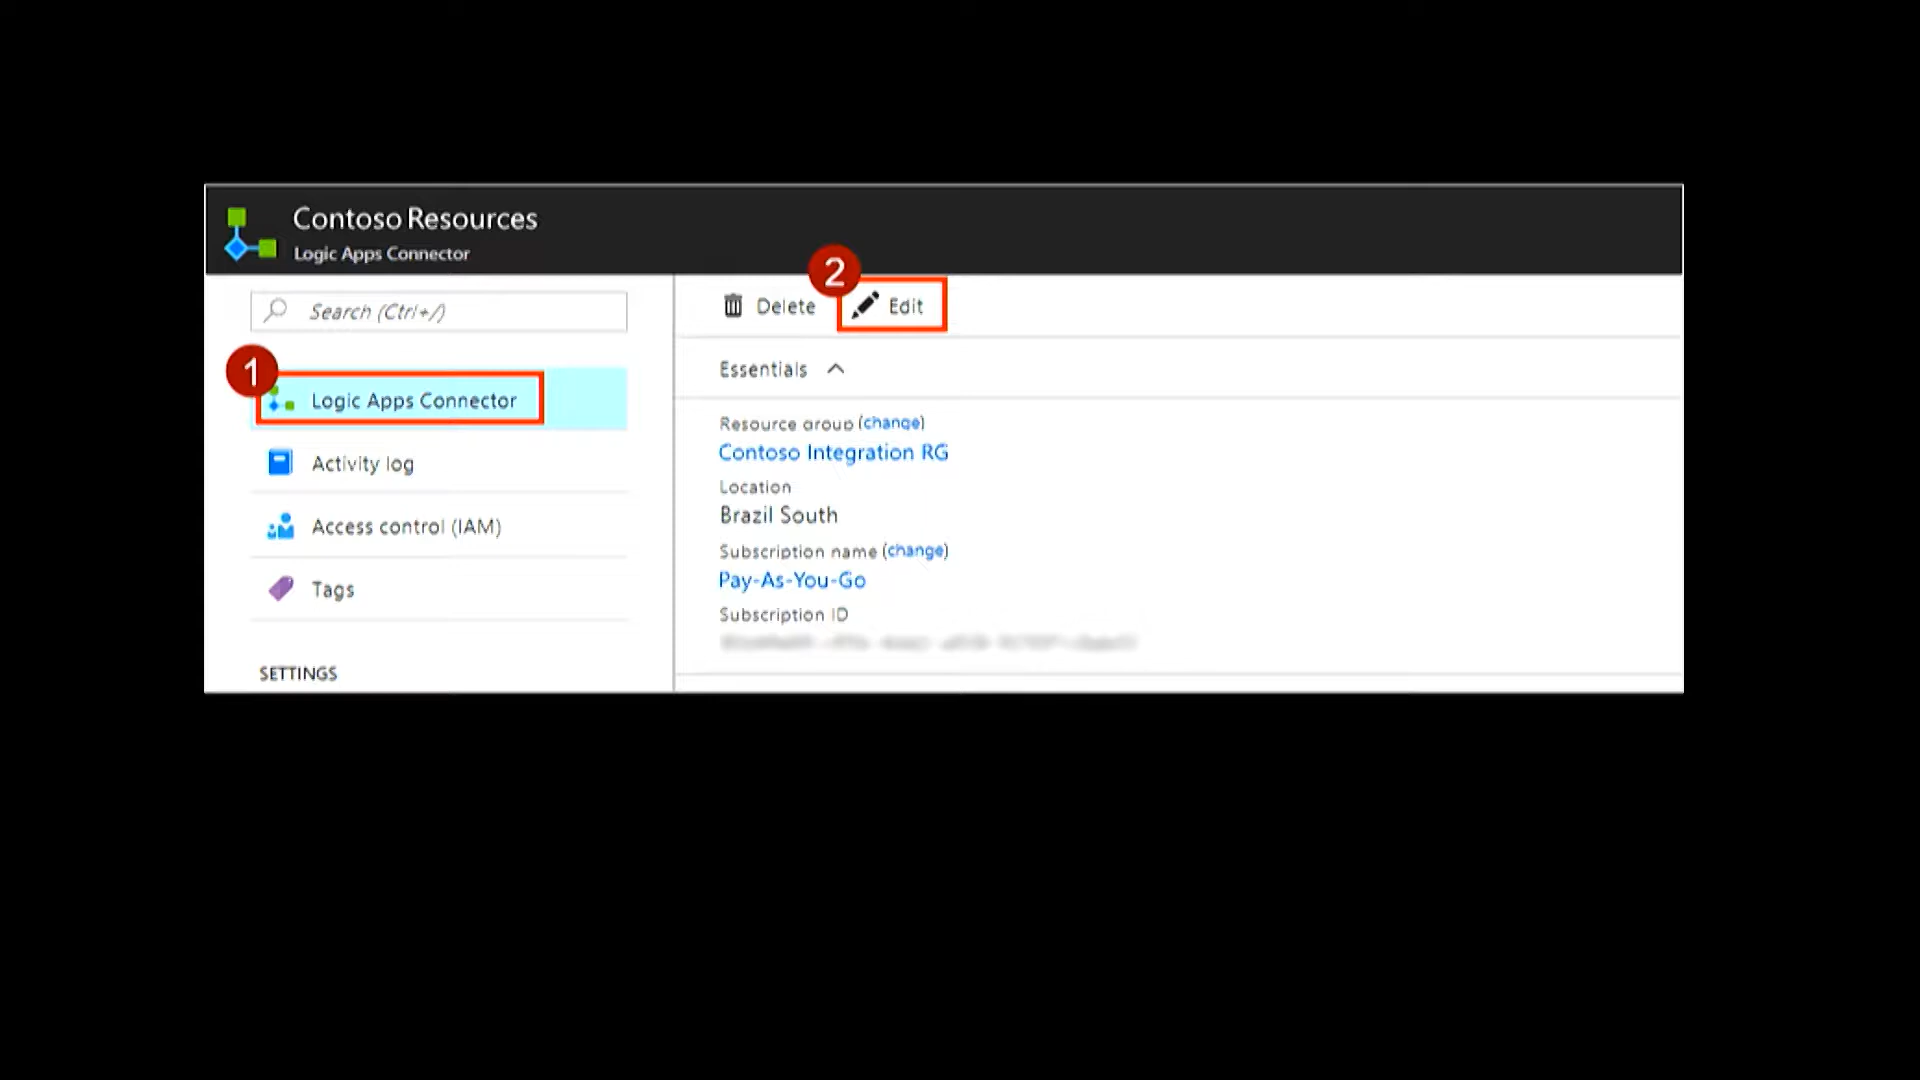 Contoso Resources
Logic Apps Connector
Search (Ctrl+/)
1
Logic Apps Connector
Activity log
Access control (IAM)
Tags
SETTINGS
2
Delete
Edit
Essentials
Resource group (change)
Contoso Integration RG
Location
Brazil South
Subscription name (change)
Pay-As-You-Go
Subscription ID